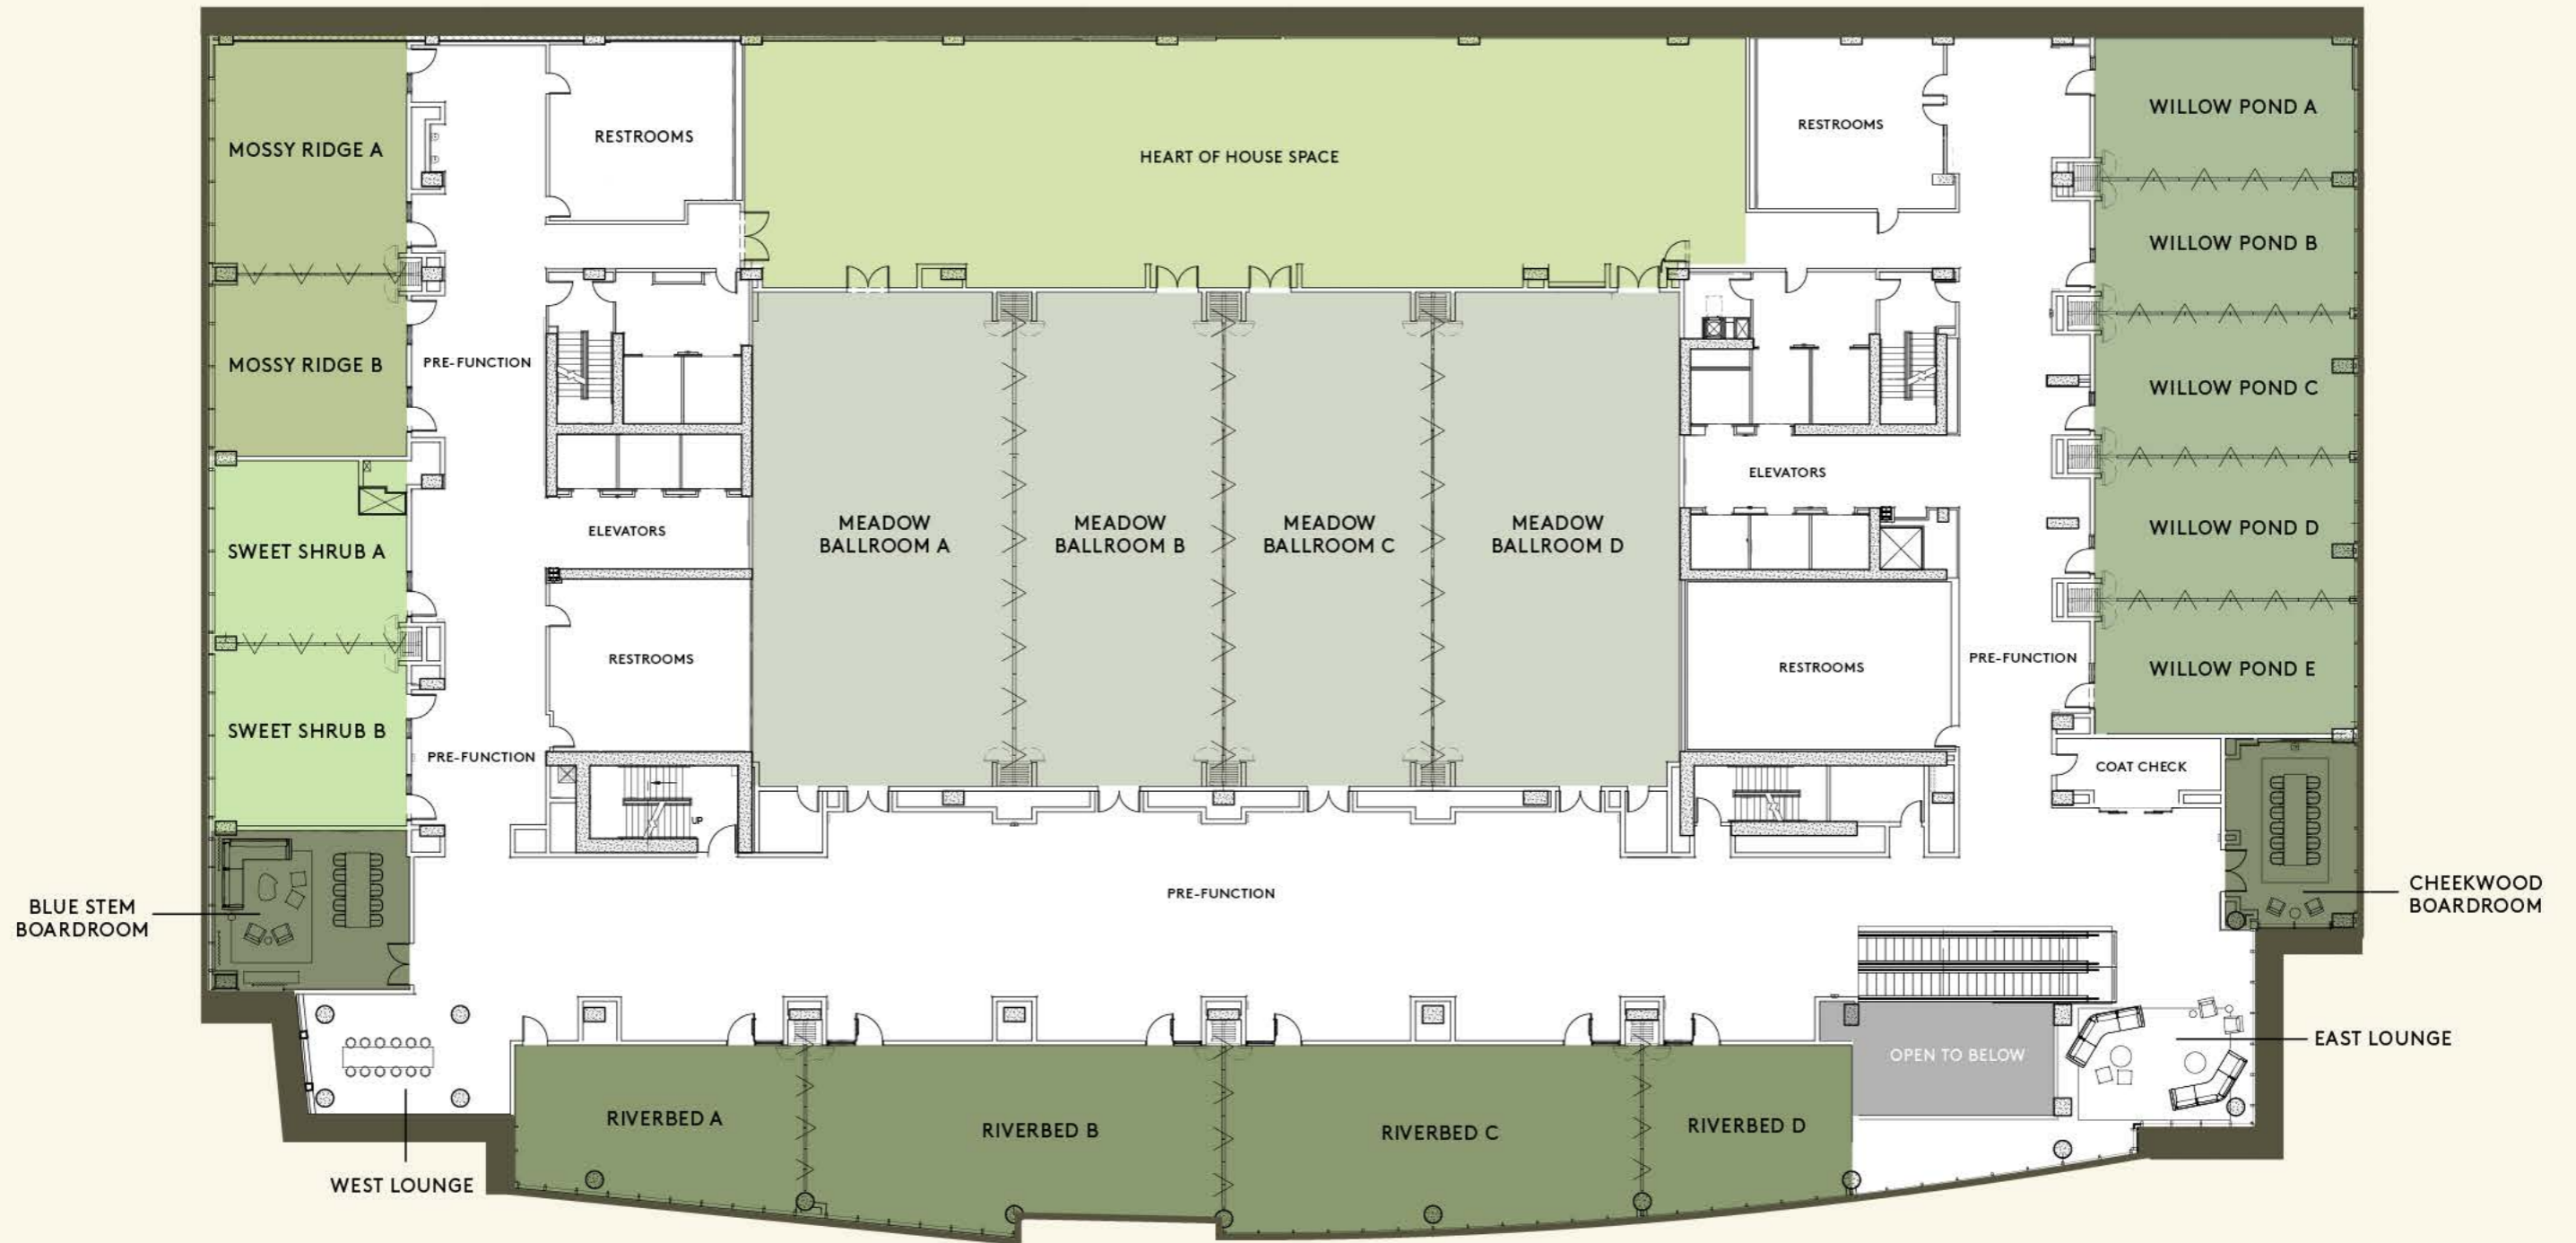 WILLOW POND A
RESTROOMS
RESTROOMS
MOSSY RIDGE A
HEART OF HOUSE SPACE
WILLOW POND B
PRE-FUNCTION
MOSSY RIDGE B
WILLOW POND C
ELEVATORS
MEADOW
BALLROOM A
MEADOW
BALLROOM B
MEADOW
BALLROOM C
MEADOW
BALLROOM D
WILLOW POND D
ELEVATORS
SWEET SHRUB A
RESTROOMS
PRE-FUNCTION
RESTROOMS
WILLOW POND E
SWEET SHRUB B
PRE-FUNCTION
COAT CHECK
UP
PRE-FUNCTION
CHEEKWOOD
BOARDROOM
BLUE STEM
BOARDROOM
EAST LOUNGE
OPEN TO BELOW
RIVERBED A
RIVERBED B
RIVERBED C
RIVERBED D
WEST LOUNGE